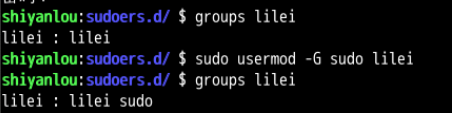 shiyanlou:sudoers.d/ $ groups lilei
lilei : lilei
shiyanlou:sudoers.d/ $ sudo usermod -G sudo lilei
shiyanlou:sudoers.d/ $ groups lilei
lilei : lilei sudo